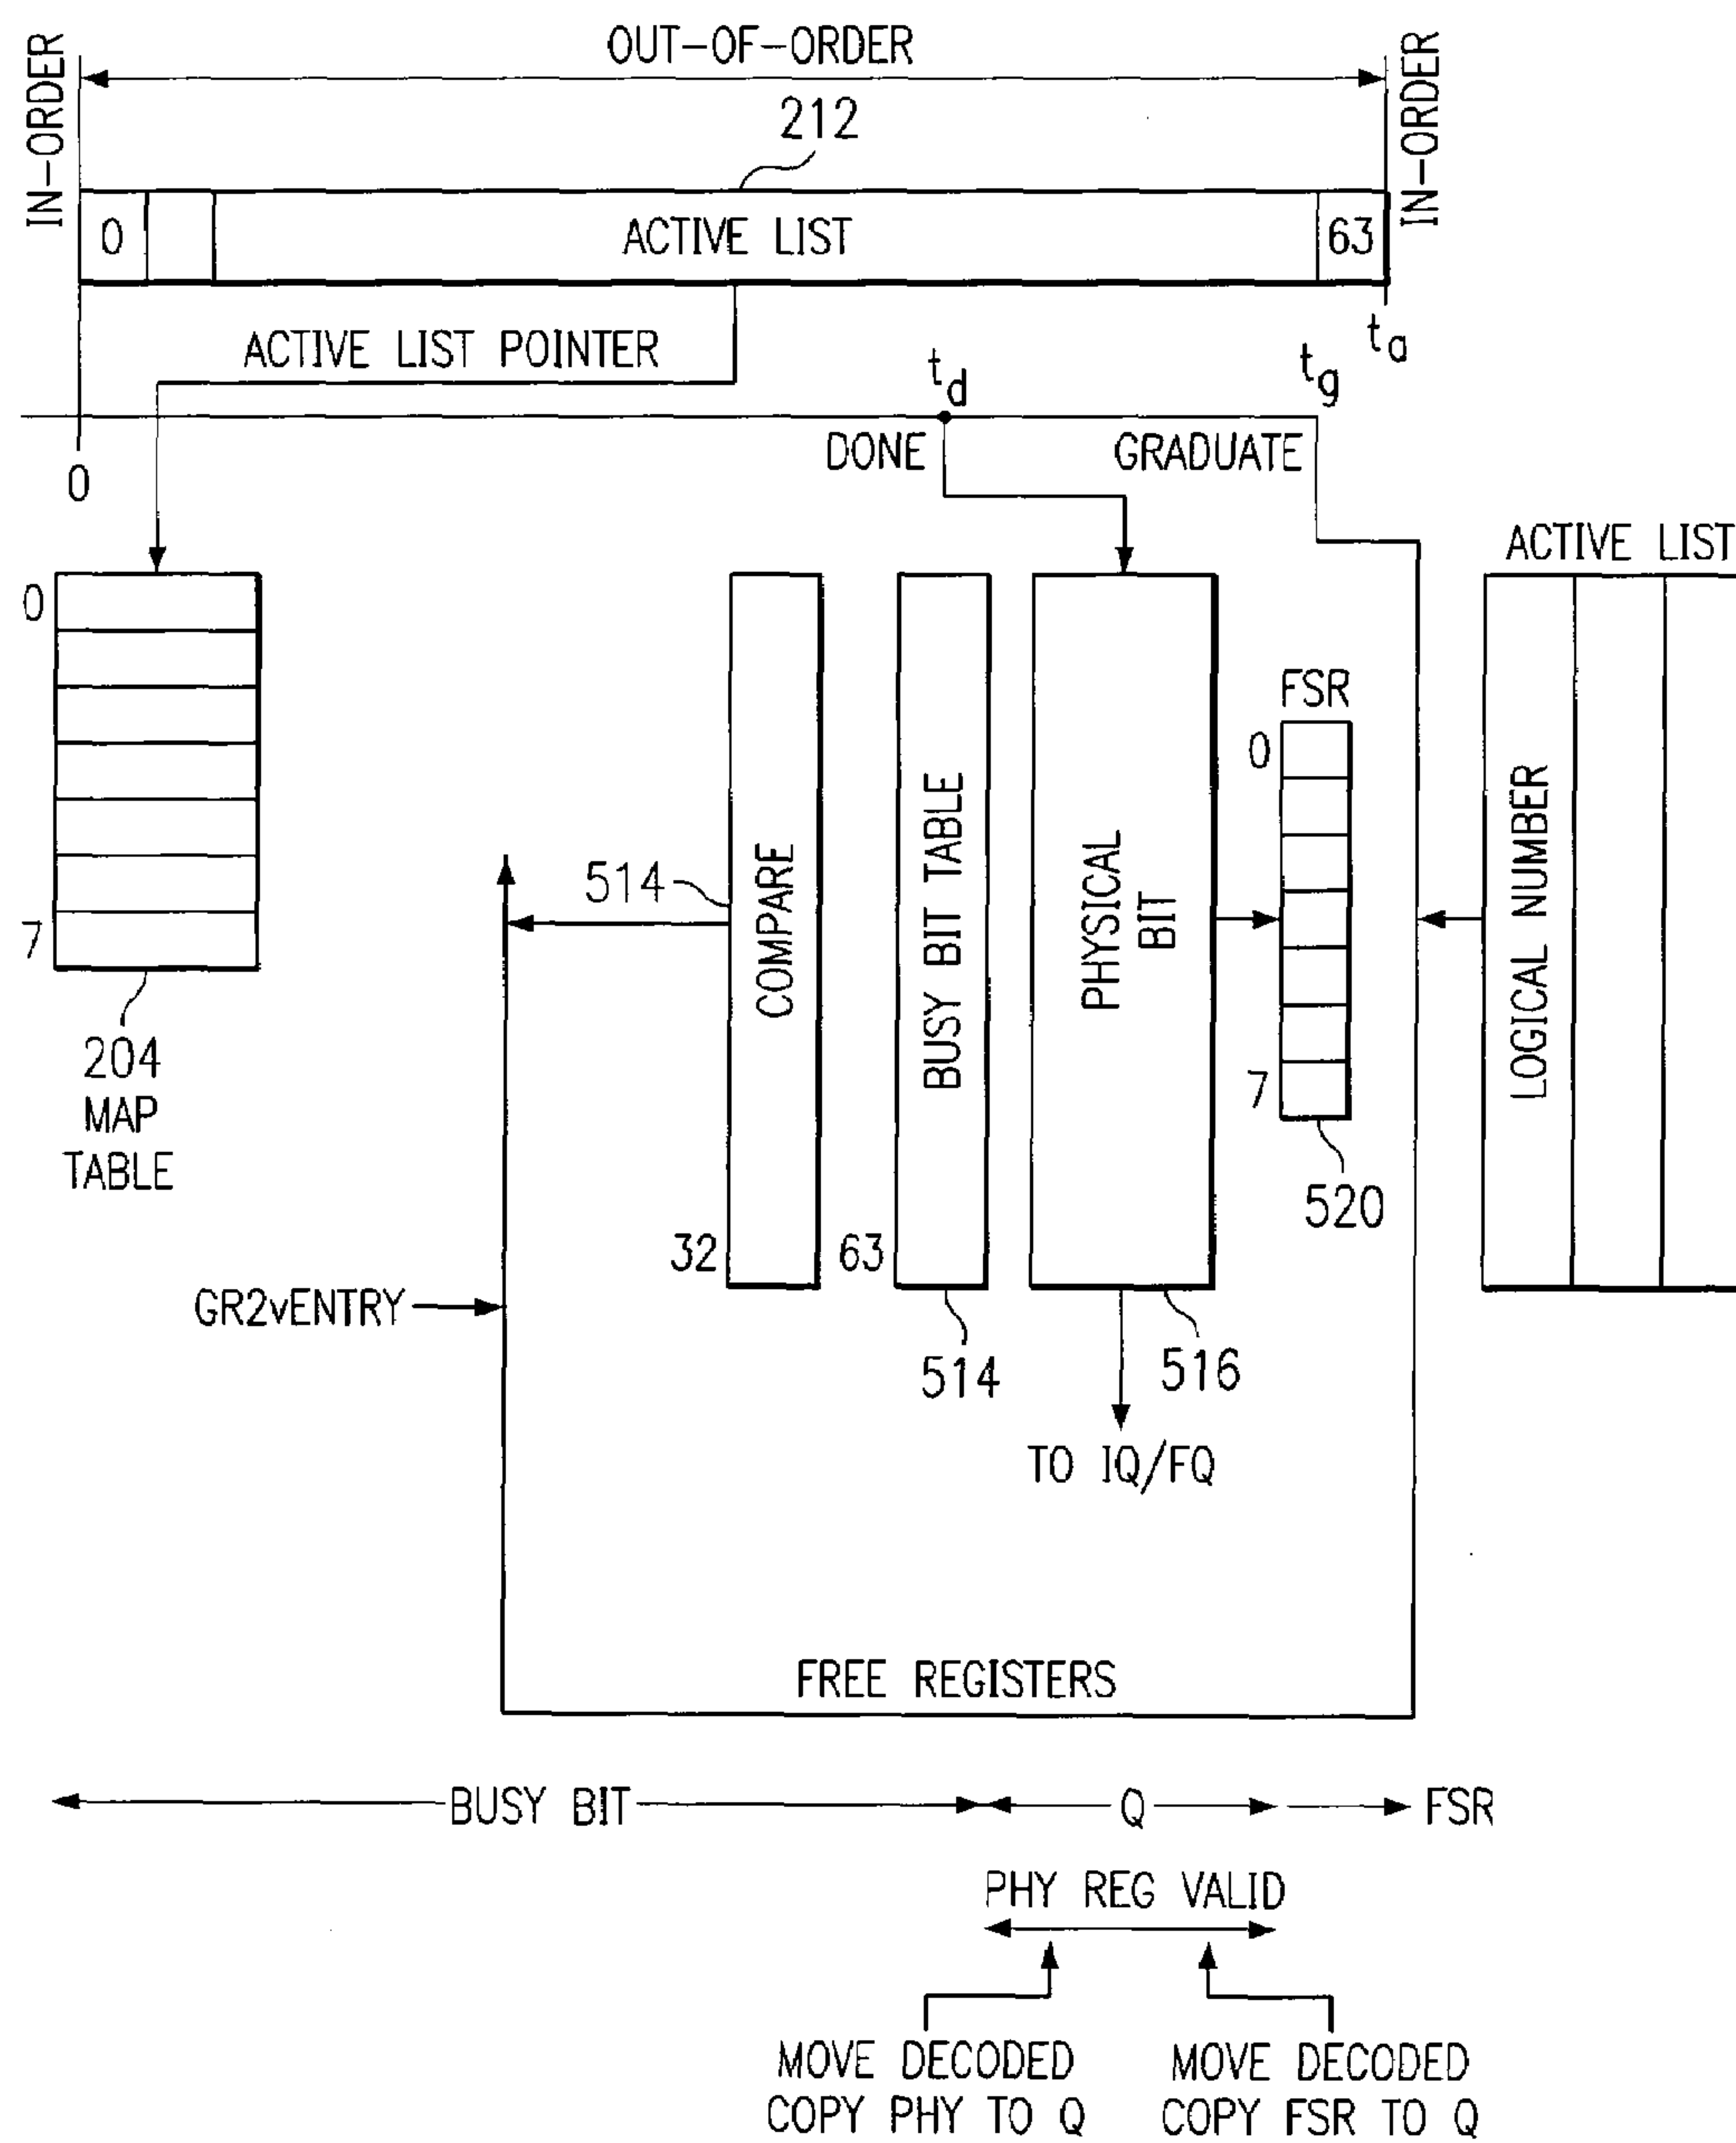 OUT-OF-ORDER
IN-ORDER
IN-ORDER
212
0
ACTIVE LIST
63
ACTIVE LIST POINTER
td
tg
ta
DONE
GRADUATE
0
ACTIVE LIST
0
7
204
MAP
TABLE
514
COMPARE
32
BUSY BIT TABLE
63
514
PHYSICAL
BIT
516
FSR
0
7
520
LOGICAL NUMBER
GR2vENTRY
TO IQ/FQ
FREE REGISTERS
BUSY BIT
Q
FSR
PHY REG VALID
MOVE DECODED
COPY PHY TO Q
MOVE DECODED
COPY FSR TO Q